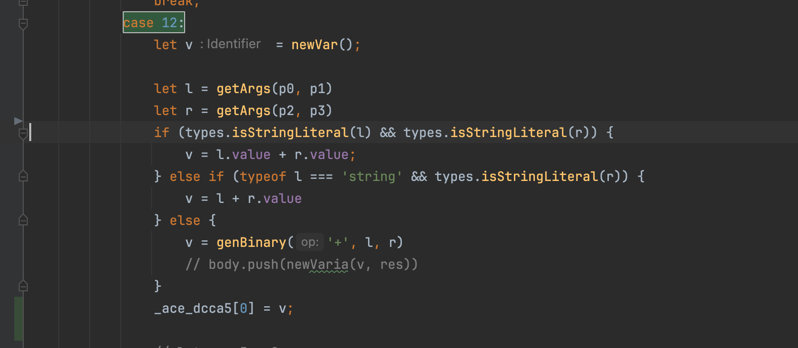 break;
case 12:
let v : Identifier = newVar();
let l = getArgs(p0, p1)
let r = getArgs(p2, p3)
if (types.isStringLiteral(l) && types.isStringLiteral(r)) {
v = l.value + r.value;
} else if (typeof l === 'string' && types.isStringLiteral(r)) {
v = l + r.value
} else {
v = genBinary( op: '+', l, r)
// body.push(newVaria(v, res))
}
_ace_dcca5[0] = v;